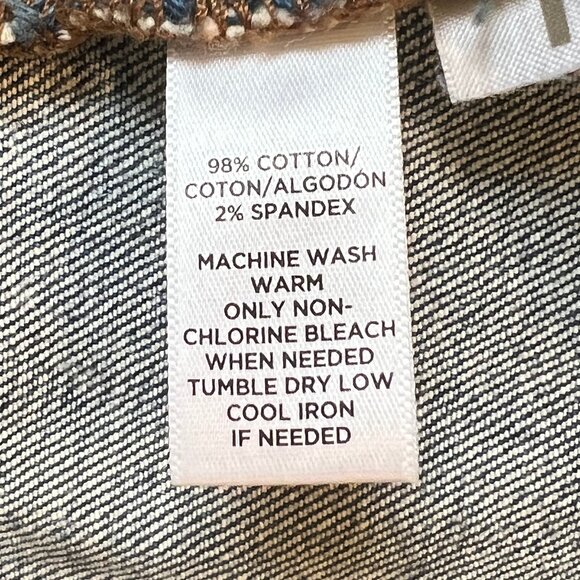 98% COTTON/
COTON/ALGODÓN
2% SPANDEX
MACHINE WASH
WARM
ONLY NON-
CHLORINE BLEACH
WHEN NEEDED
TUMBLE DRY LOW
COOL IRON
IF NEEDED